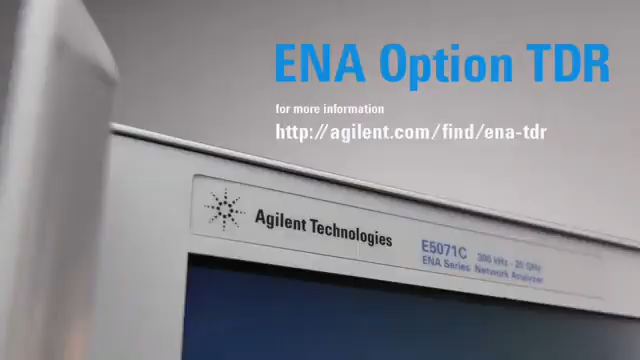 ENA Option TDR
for more information
http://agilent.com/find/ena-tdr
Agilent Technologies
E5071C 300 kHz - 20 GHz
ENA Series Network Analyzer